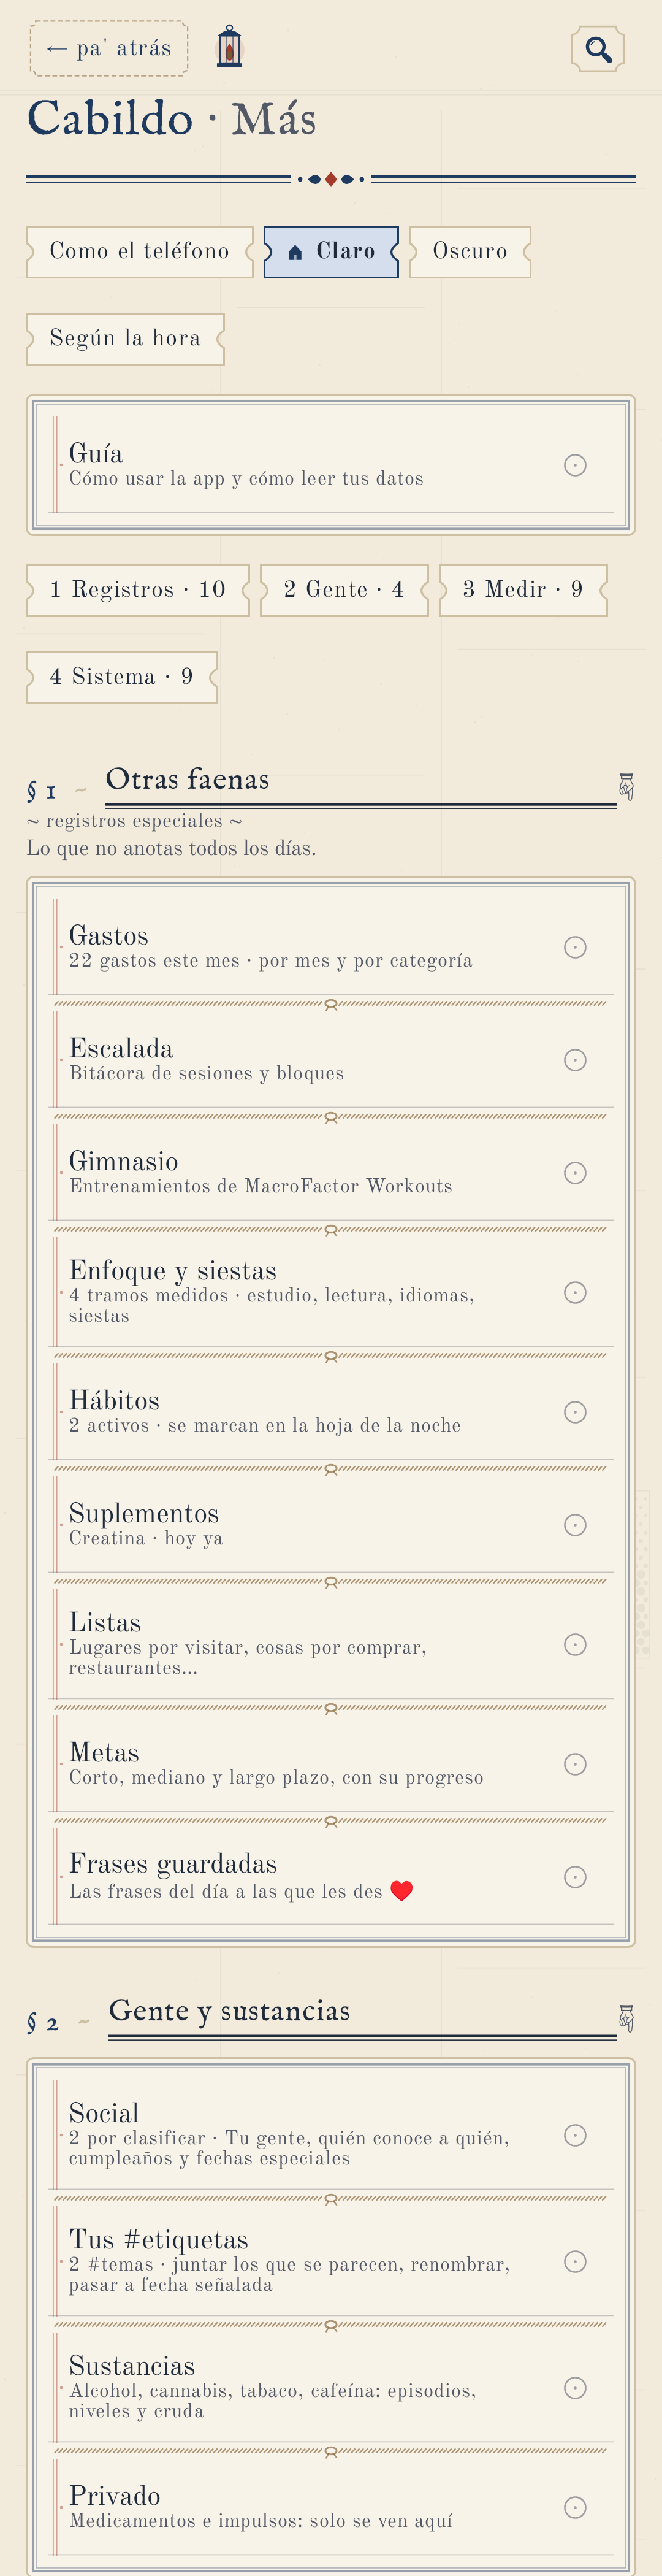 ← pa' atrás
Cabildo · Más
Como el teléfono
Claro
Oscuro
Según la hora
Guía
Cómo usar la app y cómo leer tus datos
1 Registros · 10
2 Gente · 4
3 Medir · 9
4 Sistema · 9
§ 1 ~ Otras faenas
~ registros especiales ~
Lo que no anotas todos los días.
Gastos
22 gastos este mes · por mes y por categoría
Escalada
Bitácora de sesiones y bloques
Gimnasio
Entrenamientos de MacroFactor Workouts
Enfoque y siestas
4 tramos medidos · estudio, lectura, idiomas,
siestas
Hábitos
2 activos · se marcan en la hoja de la noche
Suplementos
Creatina · hoy ya
Listas
Lugares por visitar, cosas por comprar,
restaurantes...
Metas
Corto, mediano y largo plazo, con su progreso
Frases guardadas
Las frases del día a las que les des ❤️
§ 2 ~ Gente y sustancias
Social
2 por clasificar · Tu gente, quién conoce a quién,
cumpleaños y fechas especiales
Tus #etiquetas
2 #temas · juntar los que se parecen, renombrar,
pasar a fecha señalada
Sustancias
Alcohol, cannabis, tabaco, cafeína: episodios,
niveles y cruda
Privado
Medicamentos e impulsos: solo se ven aquí